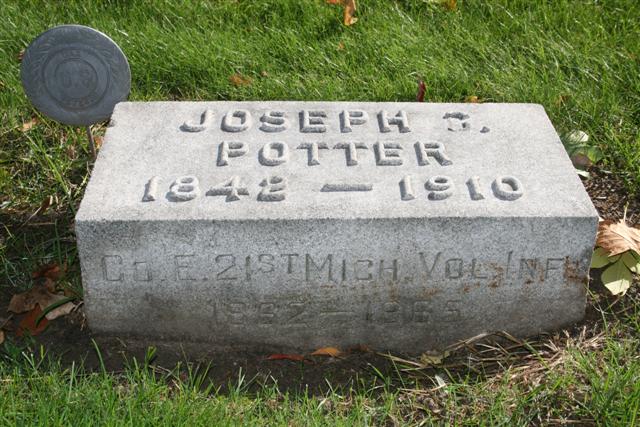 JOSEPH S.
POTTER
1842 — 1910
CO. E. 21ST MICH. VOL. INF.
1862 — 1865